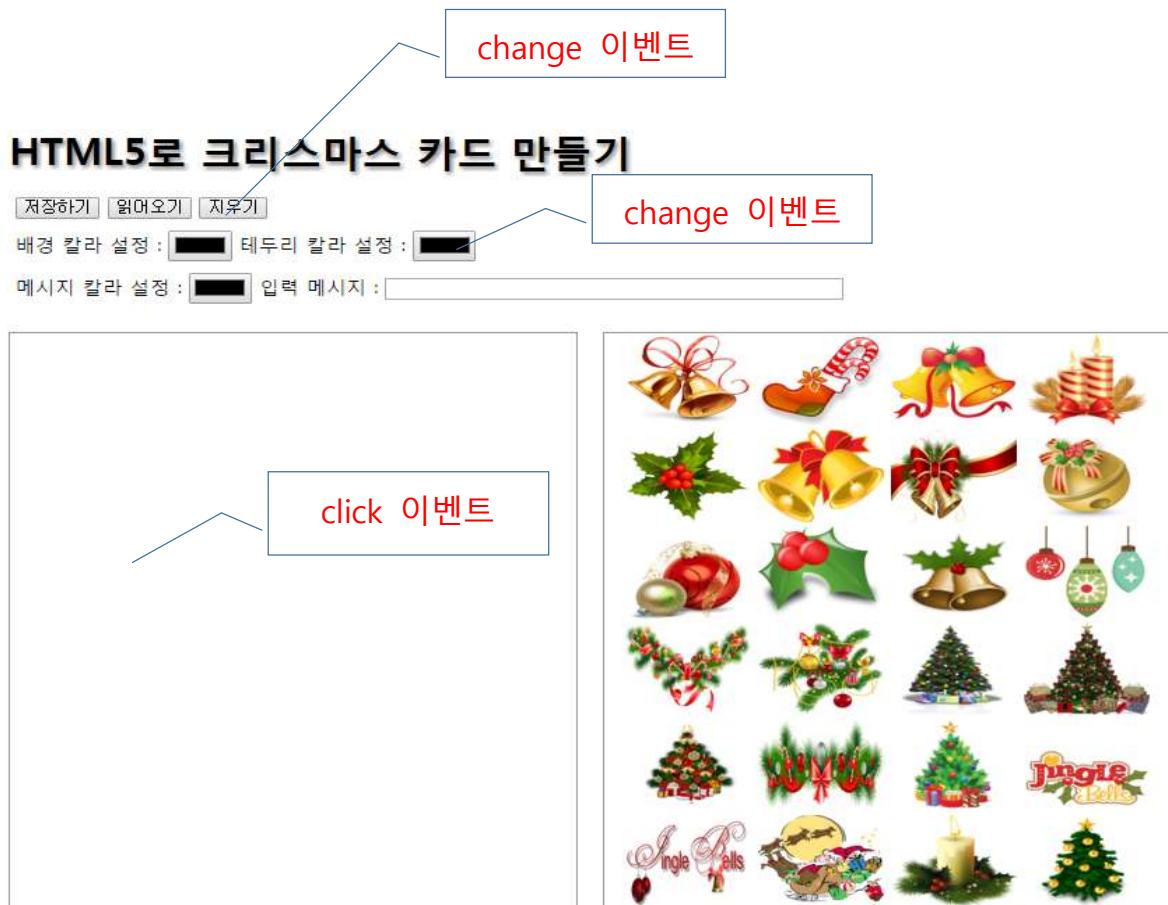 change 이벤트
HTML5로 크리스마스 카드 만들기
저장하기 읽어오기 지우기
change 이벤트
배경 칼라 설정 : 테두리 칼라 설정 :
메시지 칼라 설정 : 입력 메시지 :
click 이벤트
Jingle
Bells
Jingle Bells